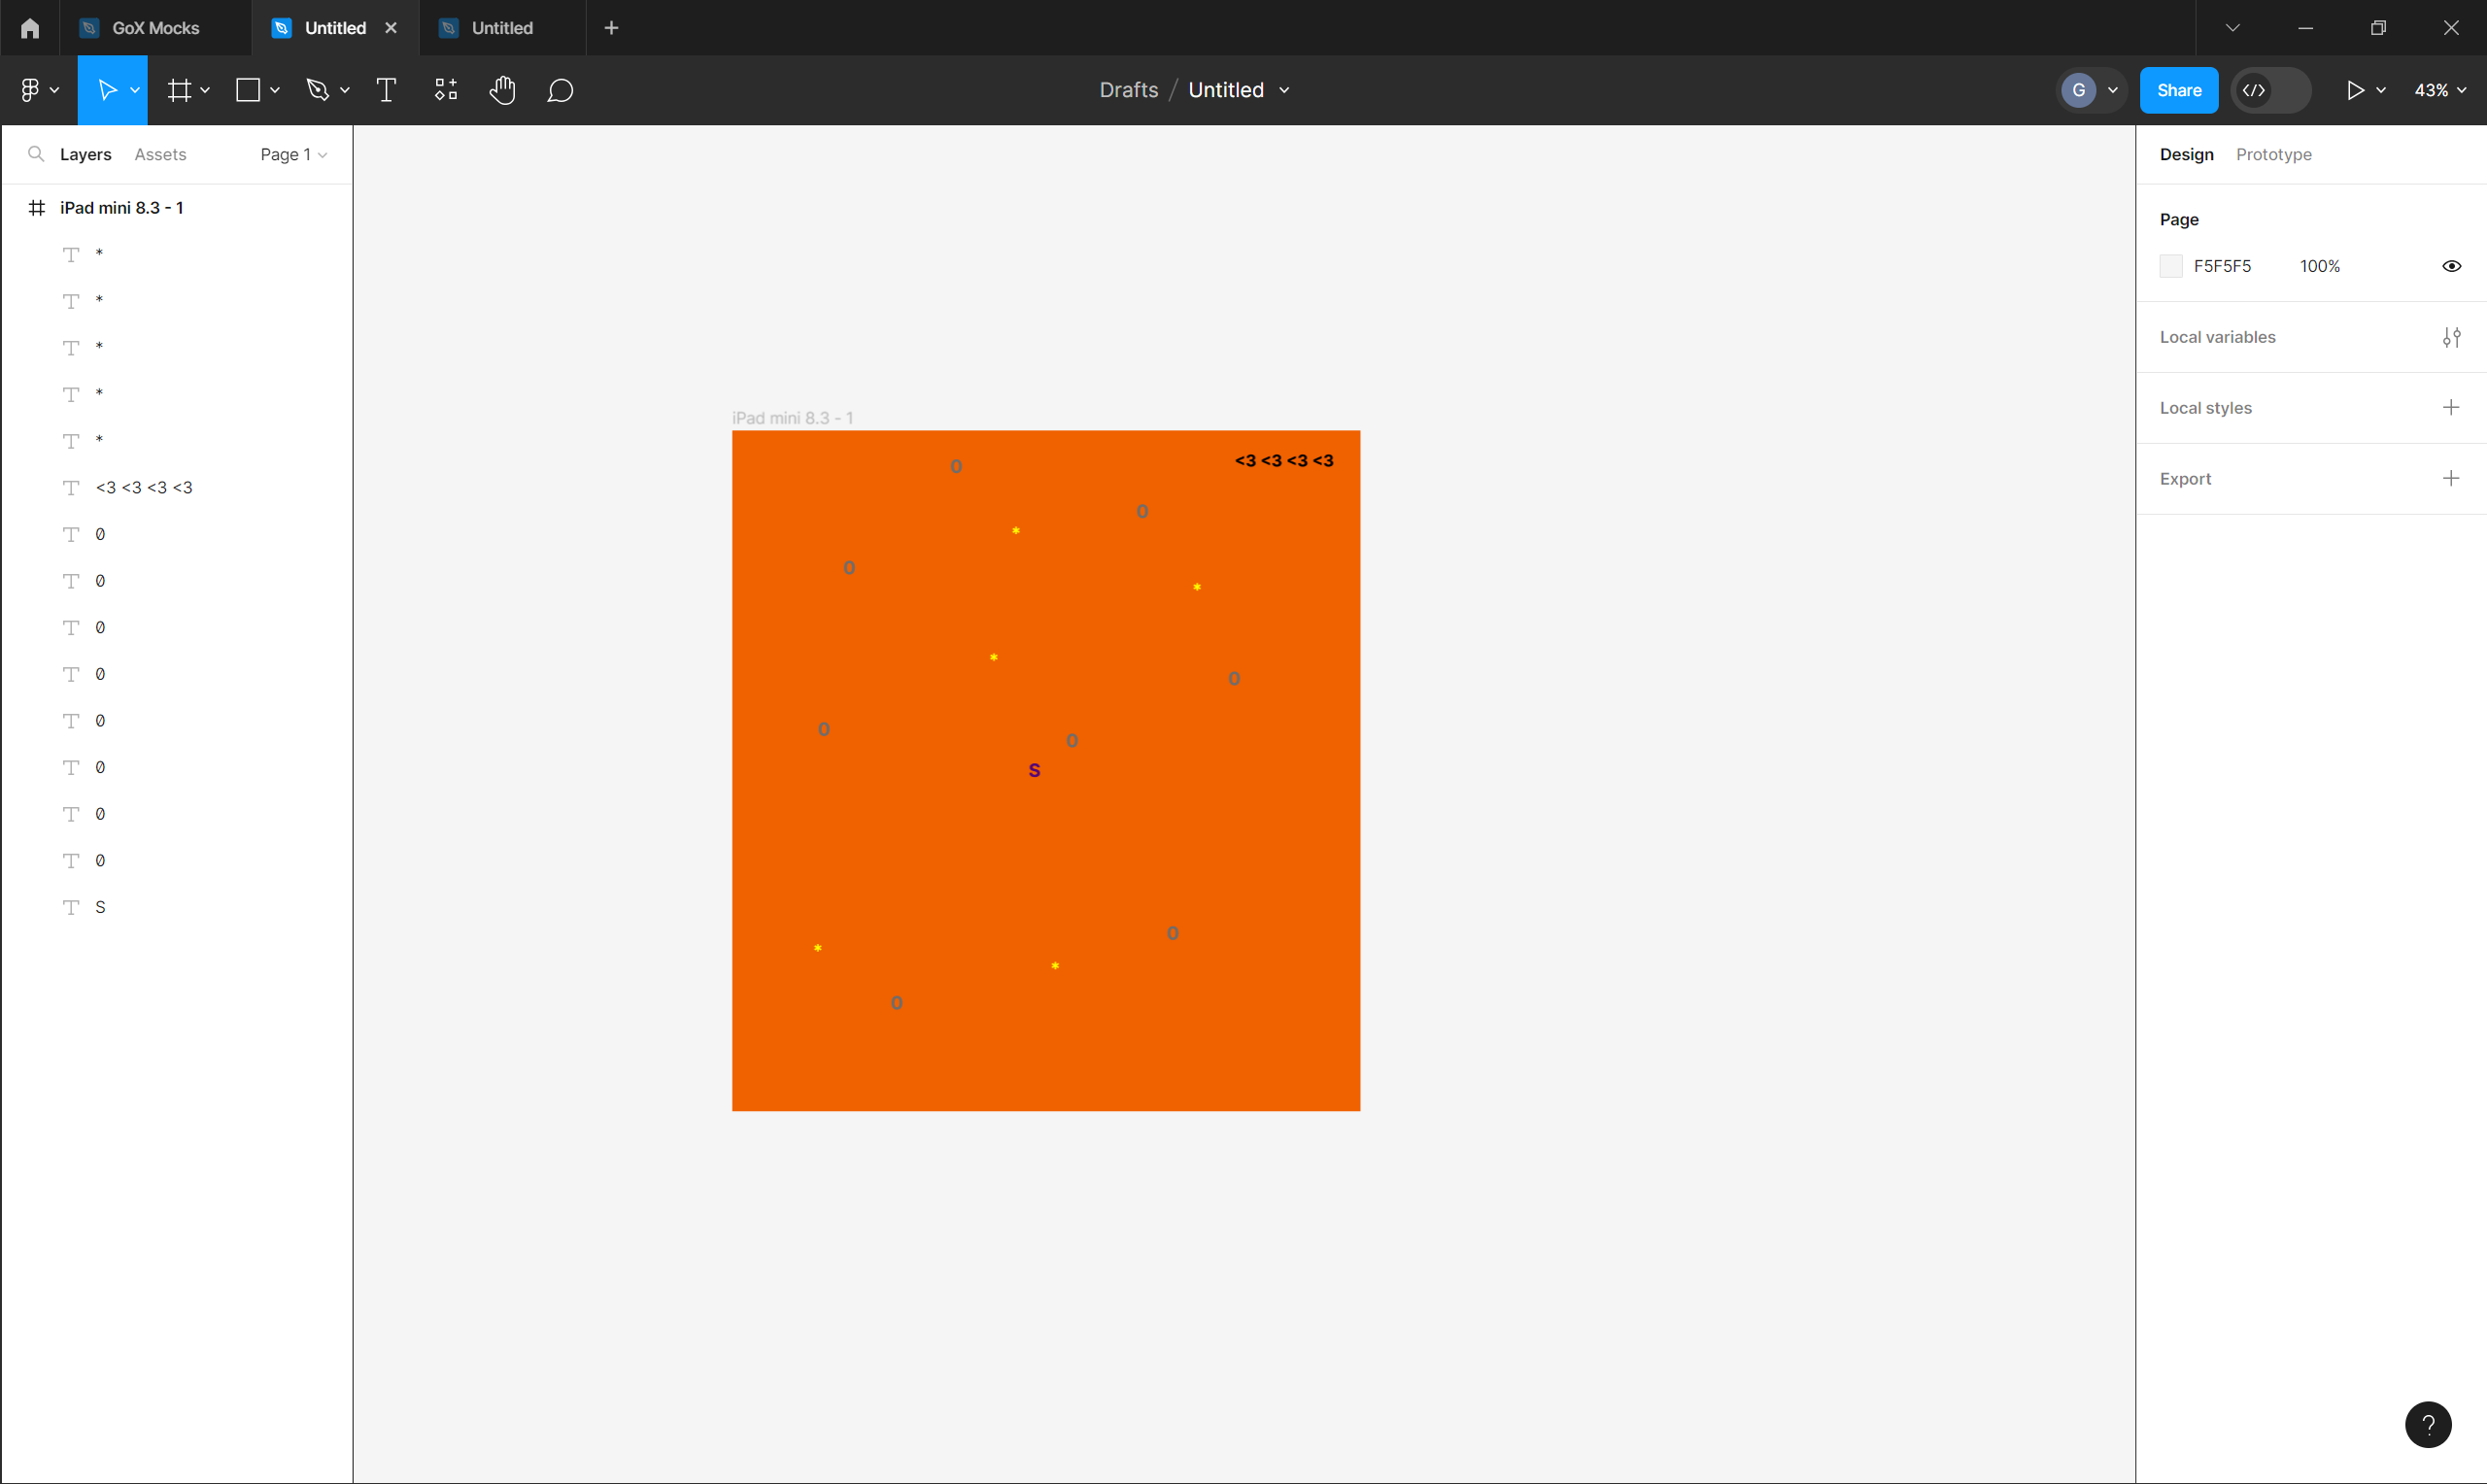 GoX Mocks
Untitled
Untitled
Drafts / Untitled
G
Share
43%
Layers
Assets
Page 1
iPad mini 8.3 - 1
*
*
*
*
*
<3 <3 <3 <3
0
0
0
0
0
0
0
0
S
iPad mini 8.3 - 1
0
<3 <3 <3 <3
0
*
0
*
*
0
0
0
S
0
*
*
0
Design
Prototype
Page
F5F5F5
100%
Local variables
Local styles
Export
?